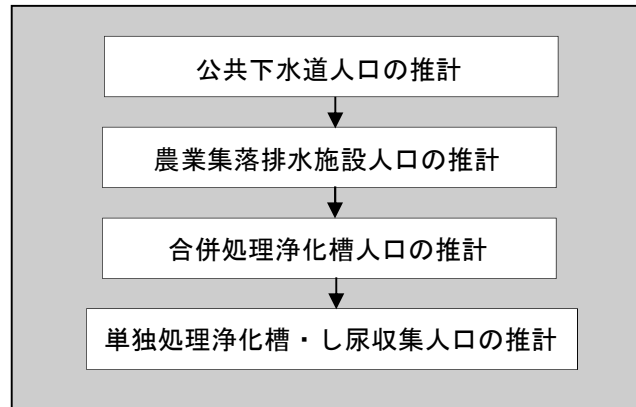 公共下水道人口の推計
農業集落排水施設人口の推計
合併処理浄化槽人口の推計
単独処理浄化槽・し尿収集人口の推計